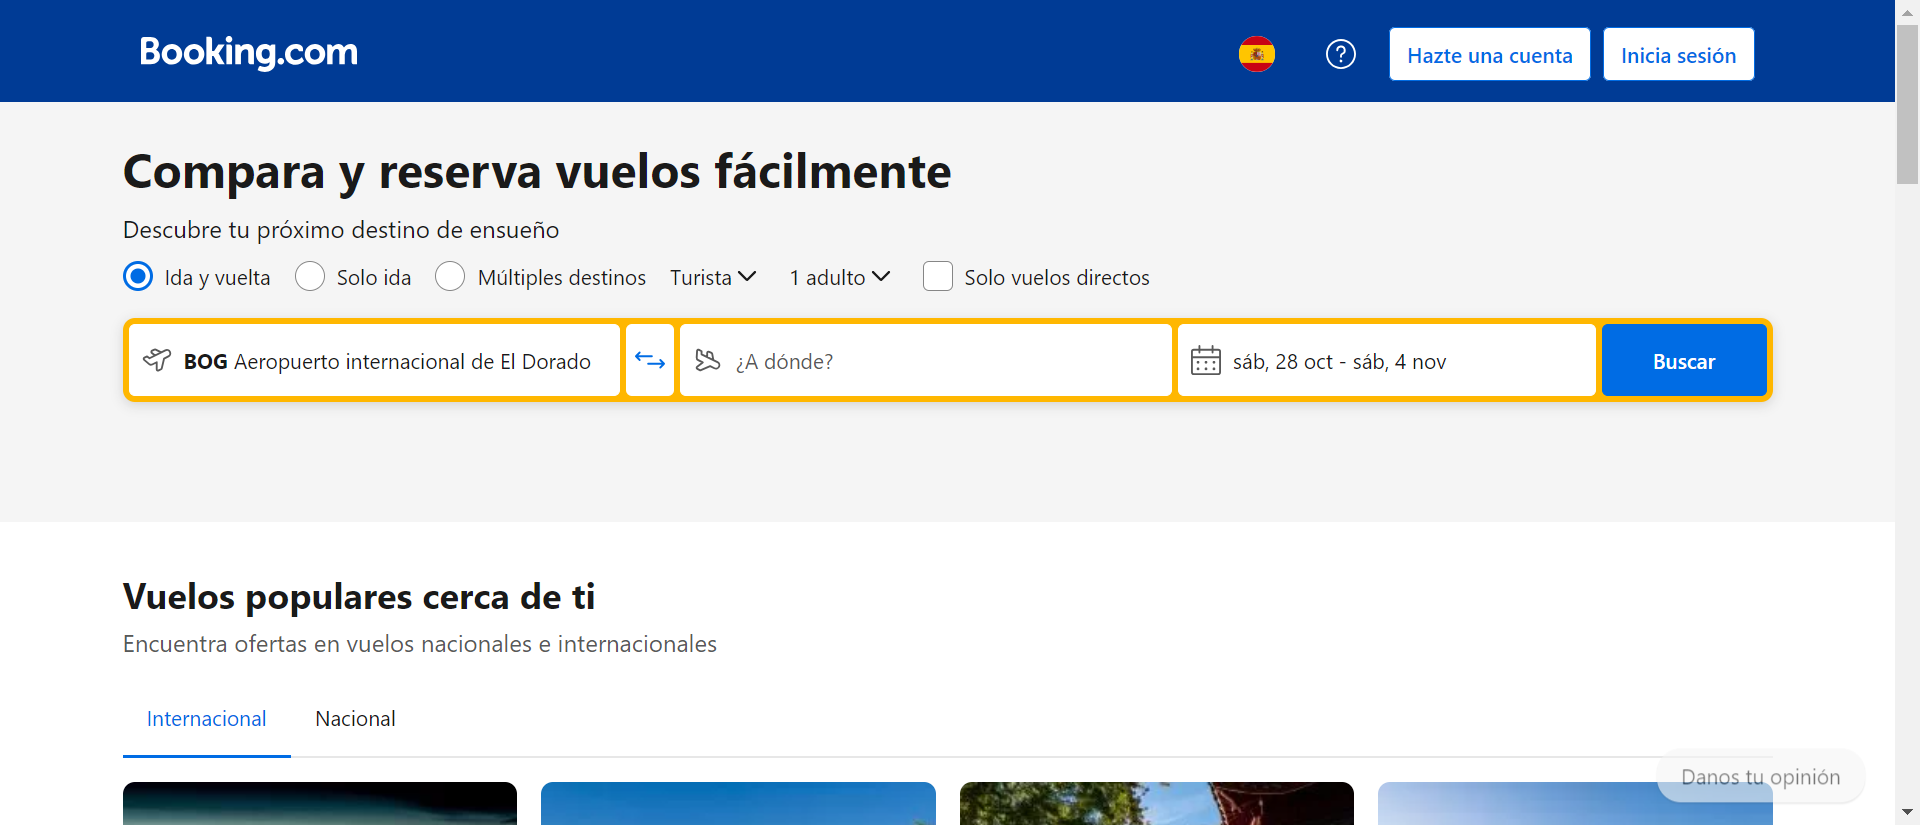 Booking.com
Hazte una cuenta
Inicia sesión
Compara y reserva vuelos fácilmente
Descubre tu próximo destino de ensueño
Ida y vuelta Solo ida Múltiples destinos Turista 1 adulto Solo vuelos directos
BOG Aeropuerto internacional de El Dorado ¿A dónde? sáb, 28 oct - sáb, 4 nov Buscar
Vuelos populares cerca de ti
Encuentra ofertas en vuelos nacionales e internacionales
Internacional Nacional
Danos tu opinión